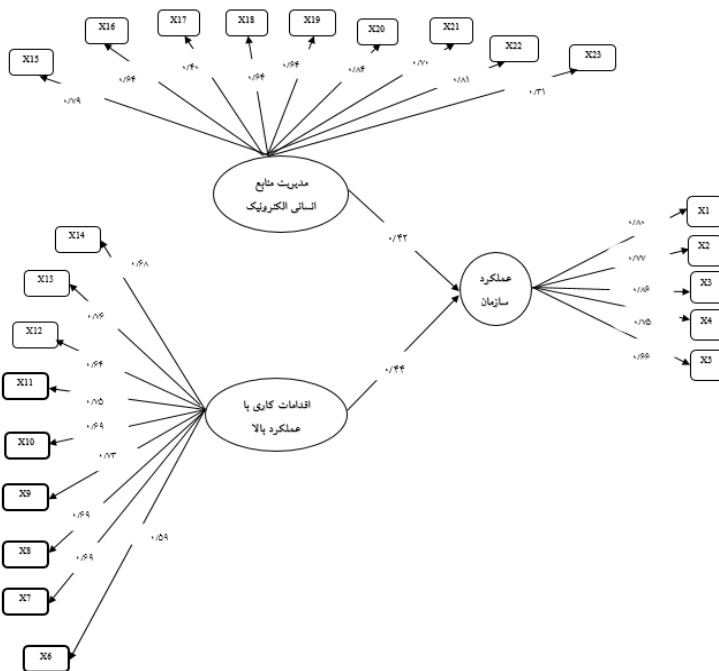 X15
X16
X17
X18
X19
X20
X21
X22
X23
۰/۷۹
۰/۶۴
۰/۴۰
۰/۶۴
۰/۶۴
۰/۸۴
۰/۷۰
۰/۸۱
۰/۳۱
مدیریت منابع
انسانی الکترونیک
۰/۴۲
X1
X2
X3
X4
X5
۰/۸۰
۰/۷۷
۰/۸۶
۰/۷۵
۰/۶۶
عملکرد
سازمان
۰/۴۴
X14
X13
X12
X11
X10
X9
X8
X7
X6
۰/۶۸
۰/۷۶
۰/۶۴
۰/۷۵
۰/۶۹
۰/۷۳
۰/۶۹
۰/۶۹
۰/۵۹
اقدامات کاری با
عملکرد بالا